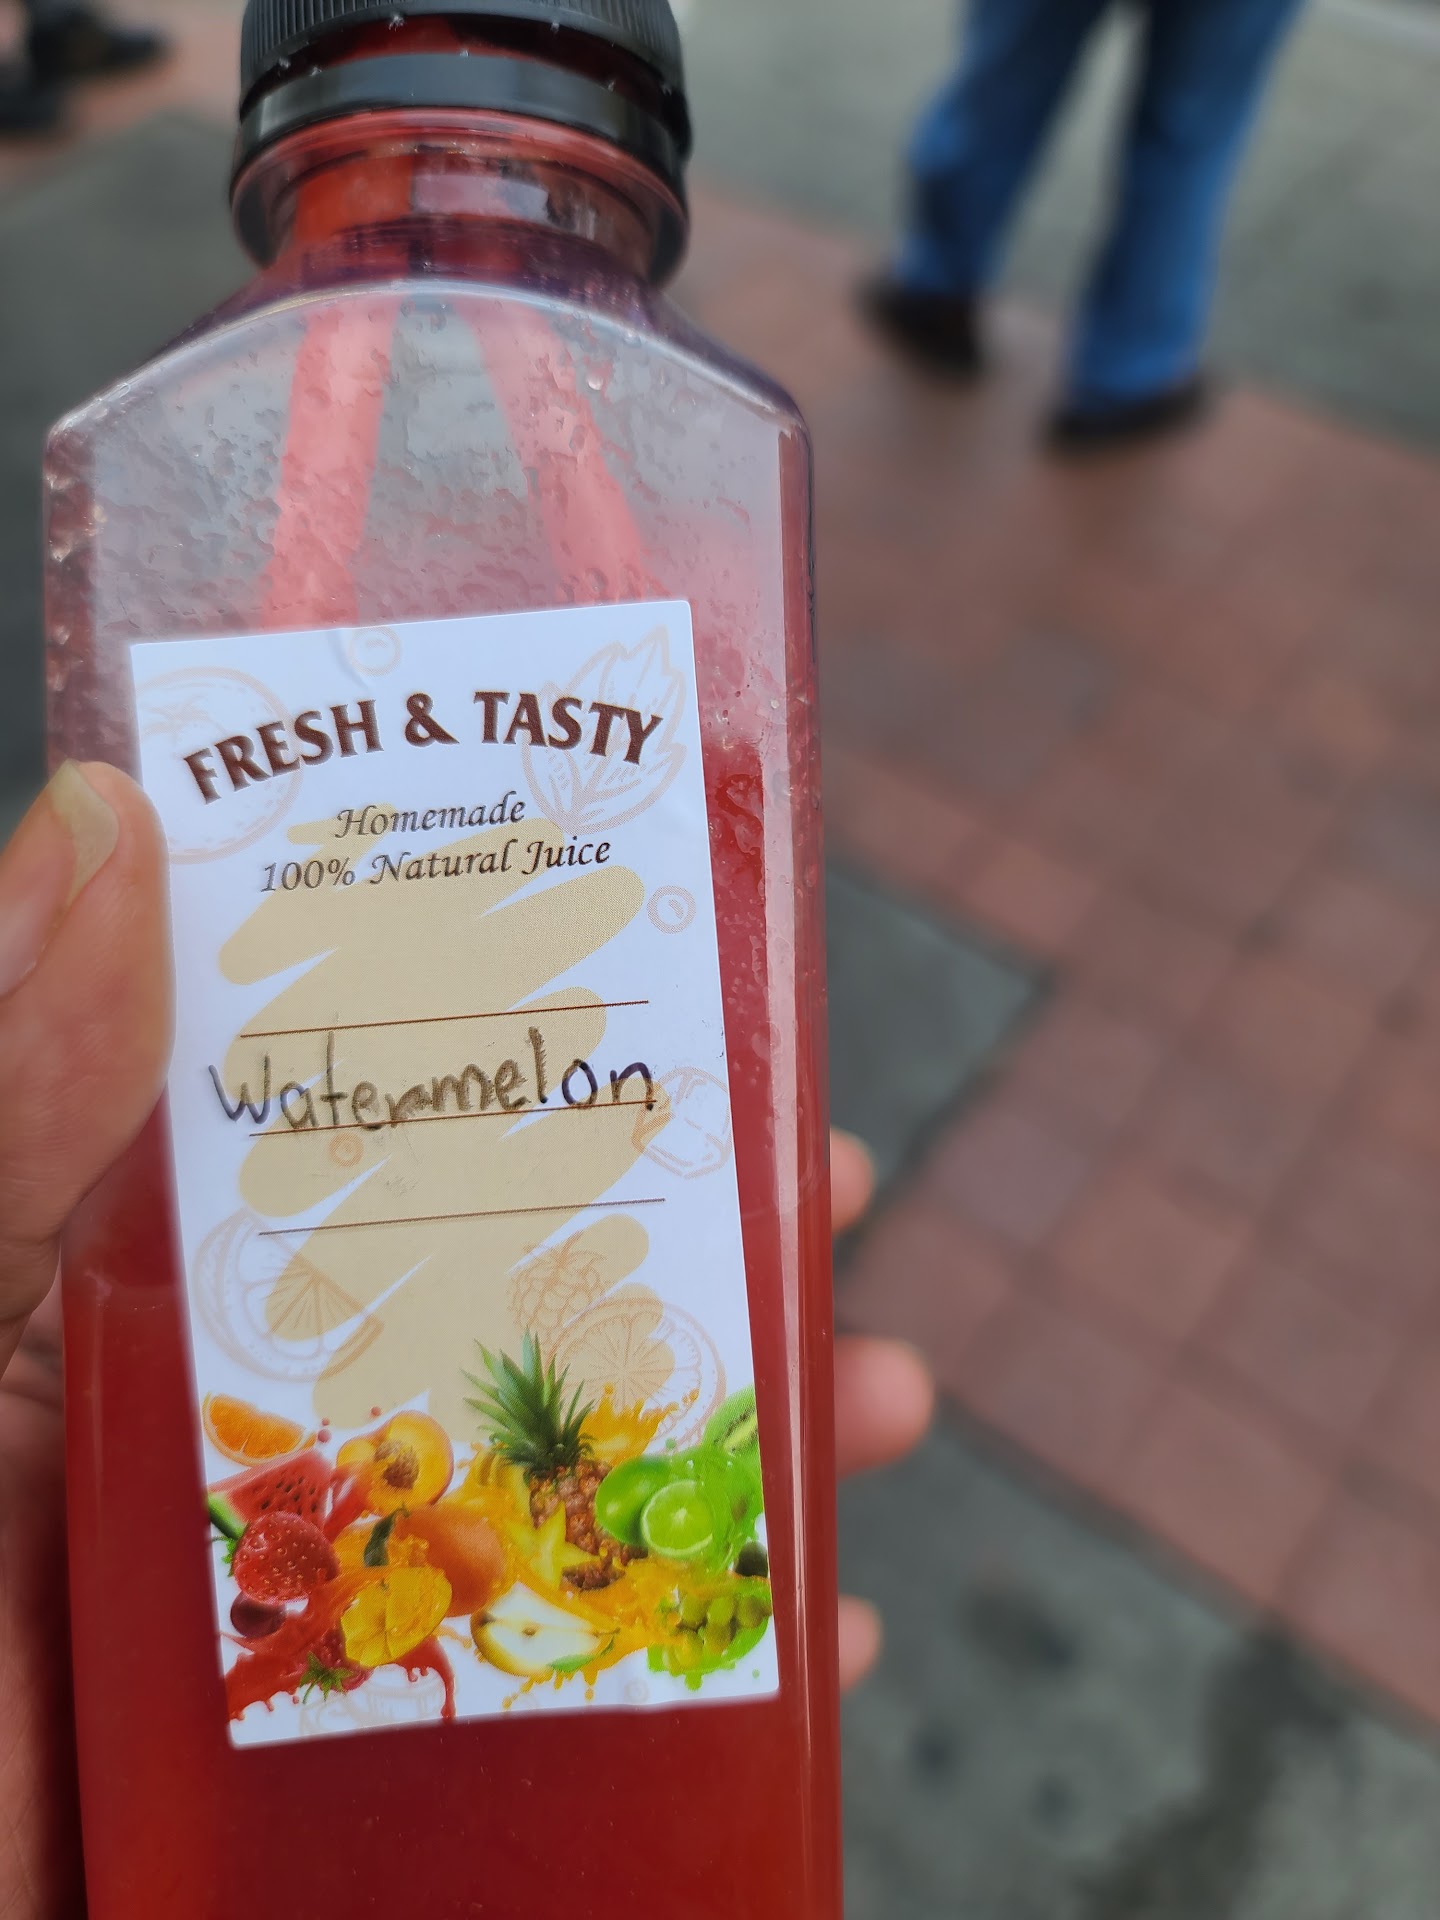 FRESH & TASTY
Homemade
100% Natural Juice
Watermelon